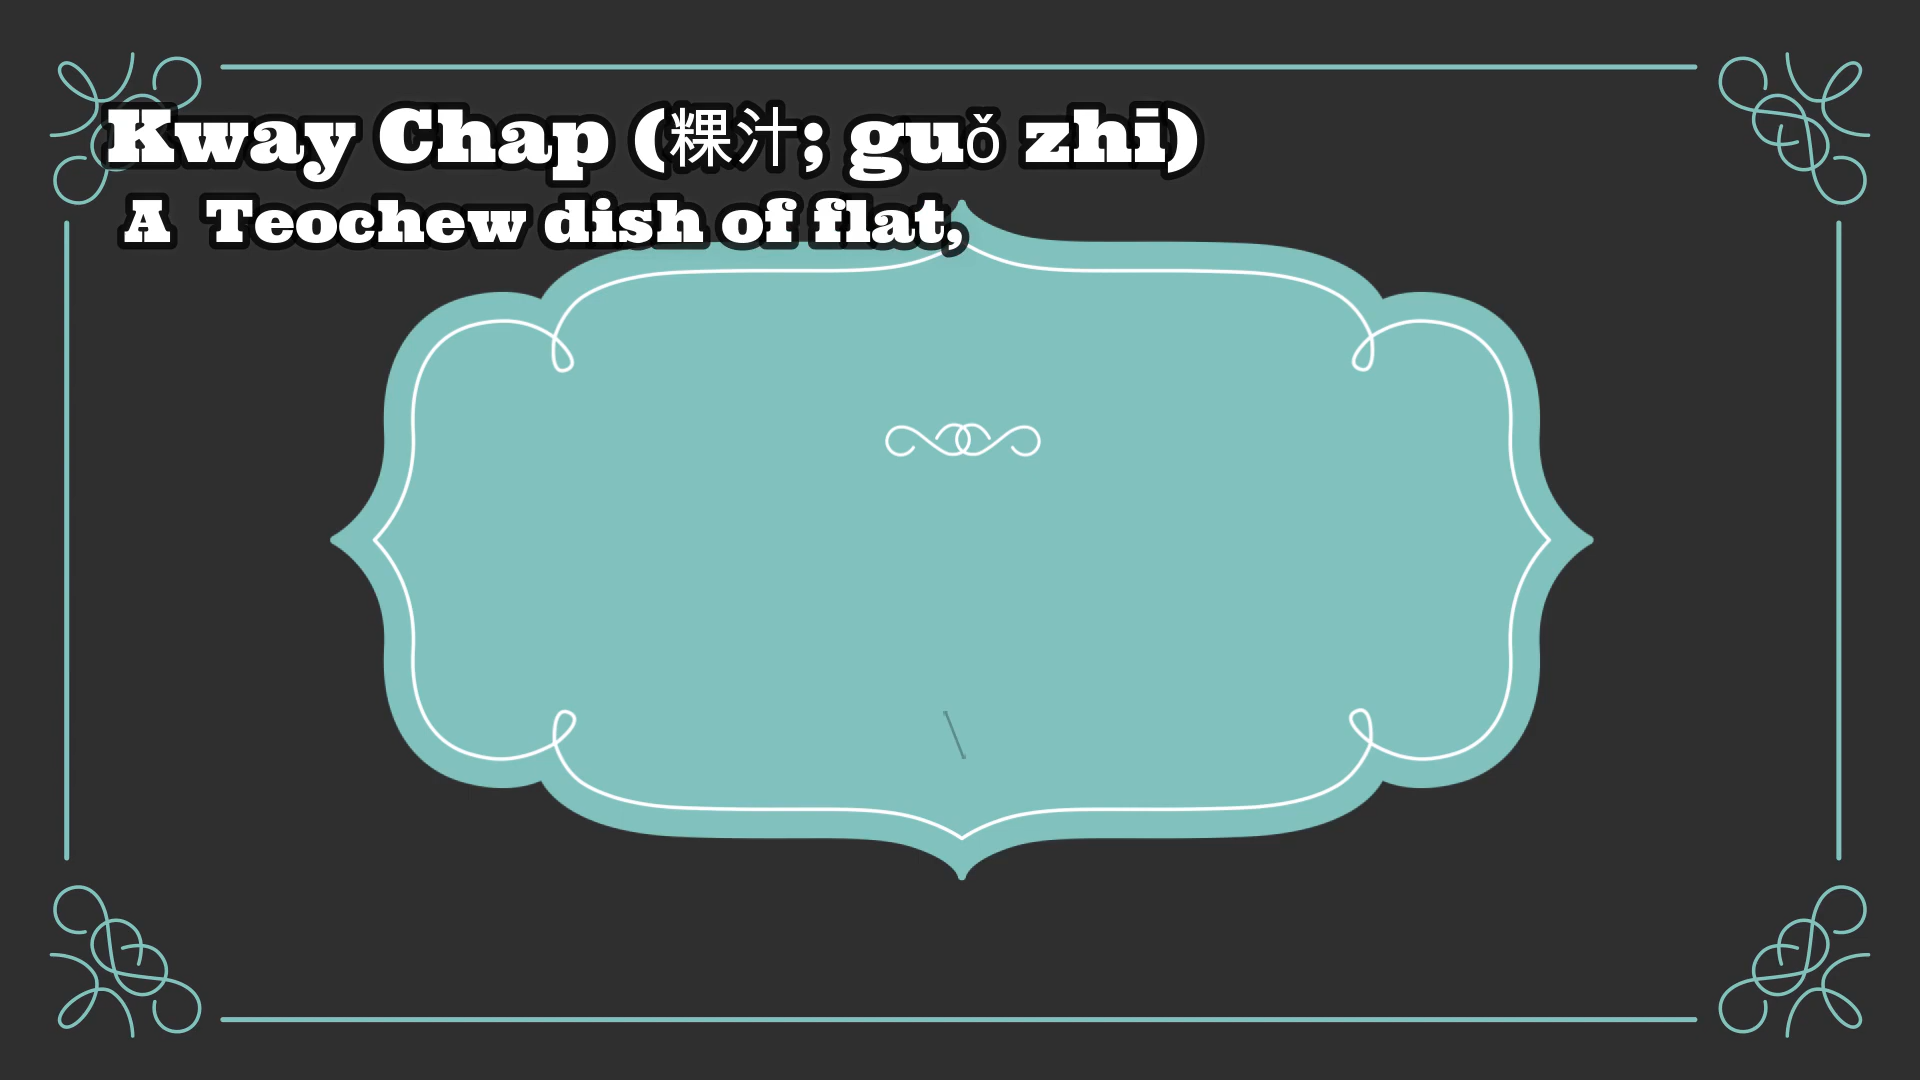 Kway Chap (粿汁; guǒ zhi)
A Teochew dish of flat,